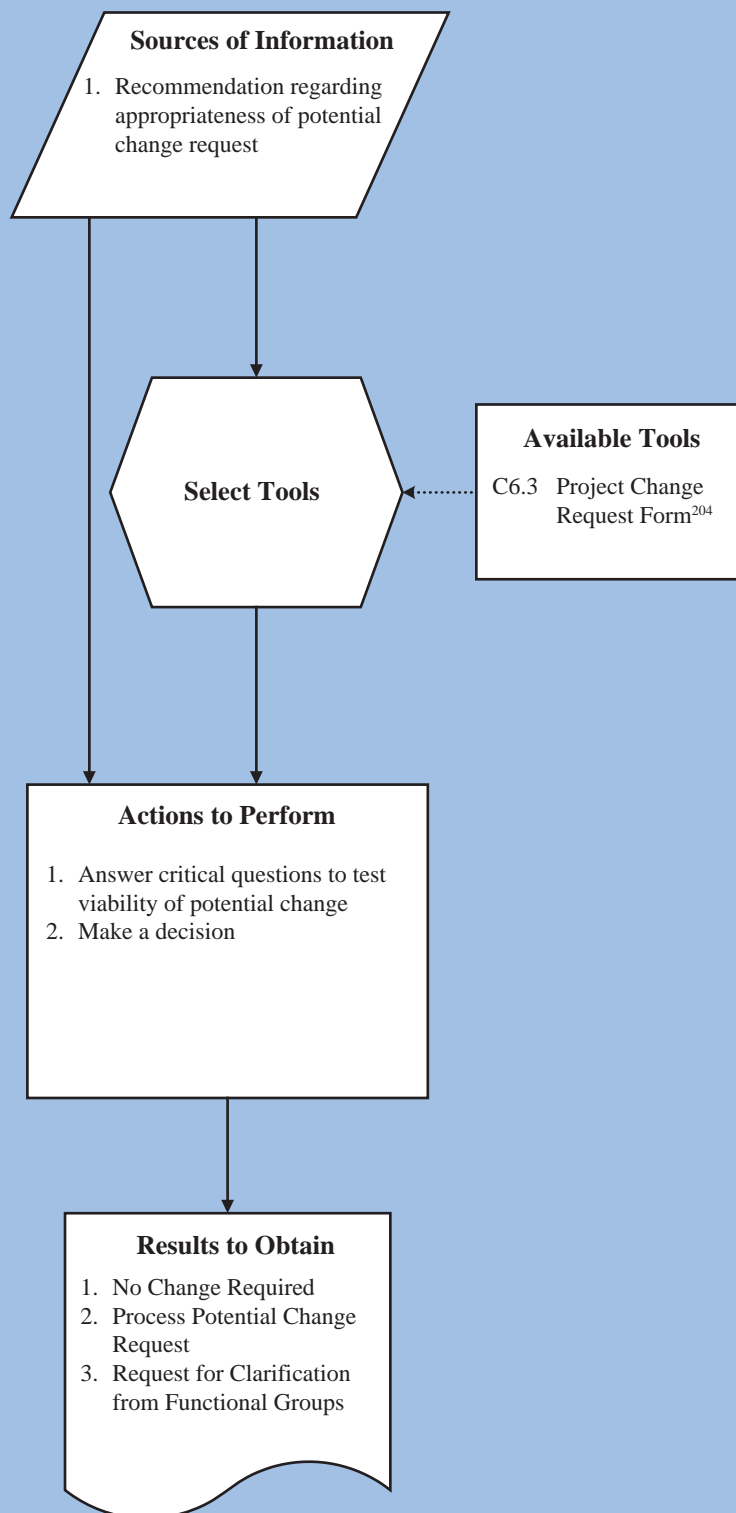 Sources of Information
1. Recommendation regarding
appropriateness of potential
change request
Select Tools
Available Tools
C6.3 Project Change
Request Form204
Actions to Perform
1. Answer critical questions to test
viability of potential change
2. Make a decision
Results to Obtain
1. No Change Required
2. Process Potential Change
Request
3. Request for Clarification
from Functional Groups